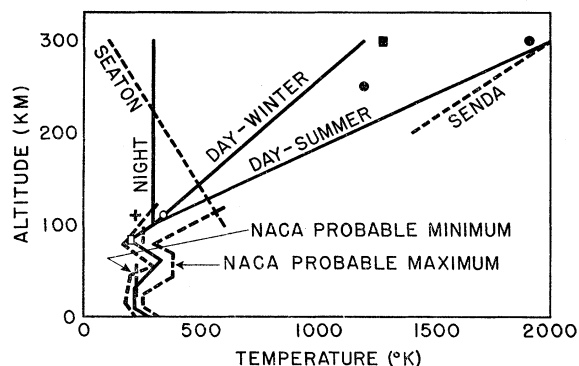 300
200
100
0
ALTITUDE (KM)
SEATON
NIGHT
DAY-WINTER
DAY-SUMMER
SENDA
NACA PROBABLE MINIMUM
NACA PROBABLE MAXIMUM
0
500
1000
1500
2000
TEMPERATURE (°K)